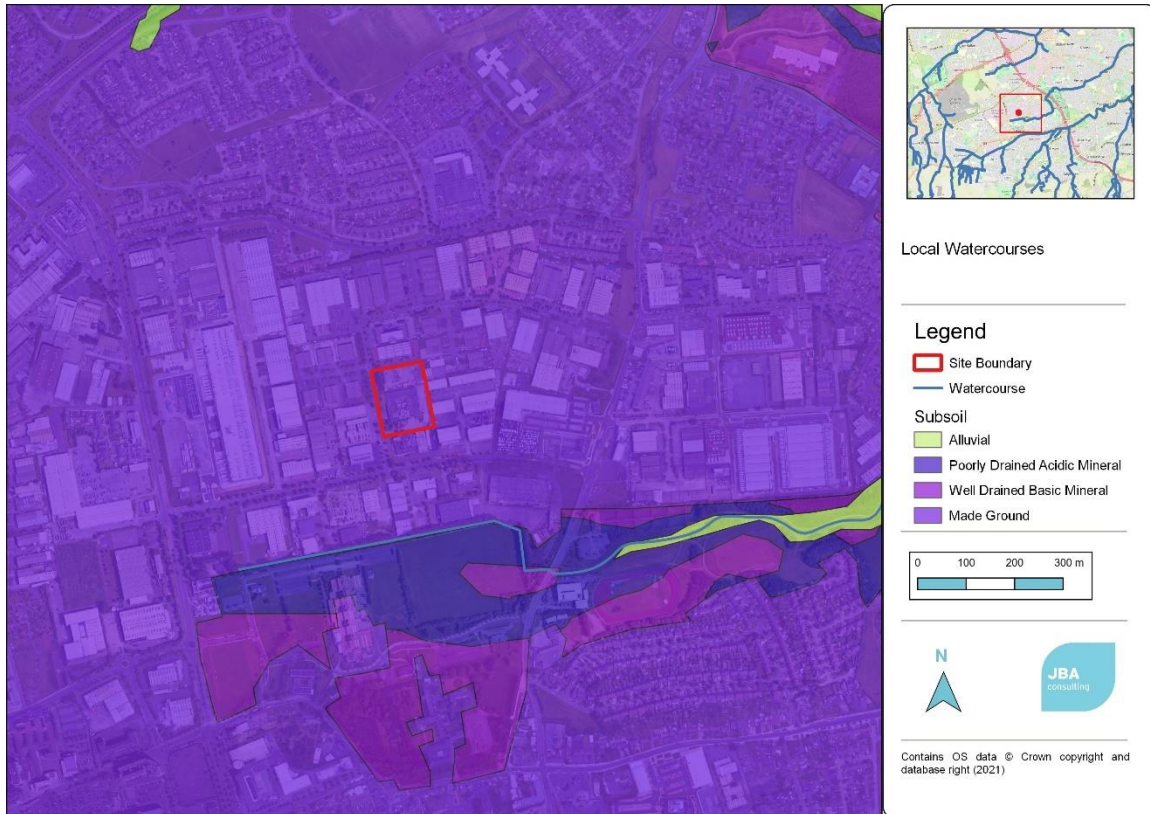 Local Watercourses
Legend
Site Boundary
Watercourse
Subsoil
Alluvial
Poorly Drained Acidic Mineral
Well Drained Basic Mineral
Made Ground
0 100 200 300 m
N
JBA
consulting
Contains OS data © Crown copyright and
database right (2021)